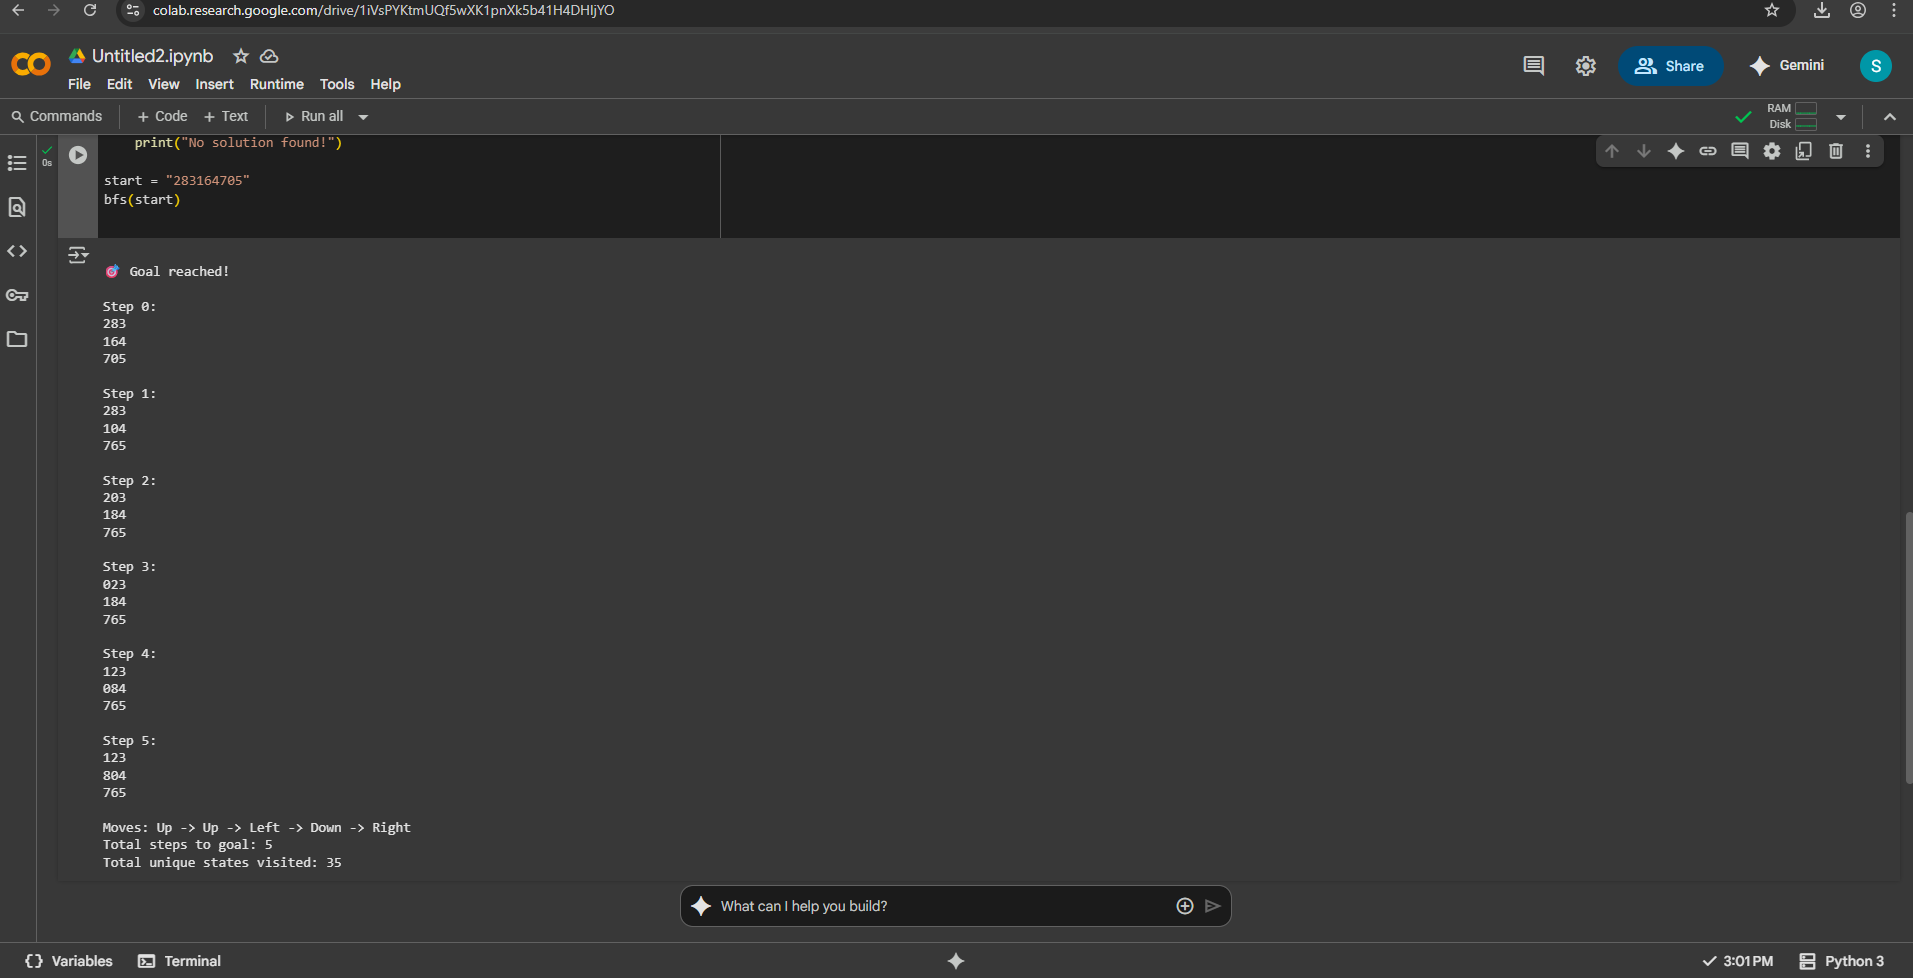 colab.research.google.com/drive/1iVsPYKtmUQf5wXK1pnXk5b41H4DHIjYO
Untitled2.ipynb
File Edit View Insert Runtime Tools Help
Share
Gemini
S
Commands + Code + Text Run all
RAM
Disk
0s
print("No solution found!")
start = "283164705"
bfs(start)
🎯 Goal reached!
Step 0:
283
164
705
Step 1:
283
104
765
Step 2:
203
184
765
Step 3:
023
184
765
Step 4:
123
084
765
Step 5:
123
804
765
Moves: Up -> Up -> Left -> Down -> Right
Total steps to goal: 5
Total unique states visited: 35
What can I help you build?
Variables Terminal 3:01 PM Python 3